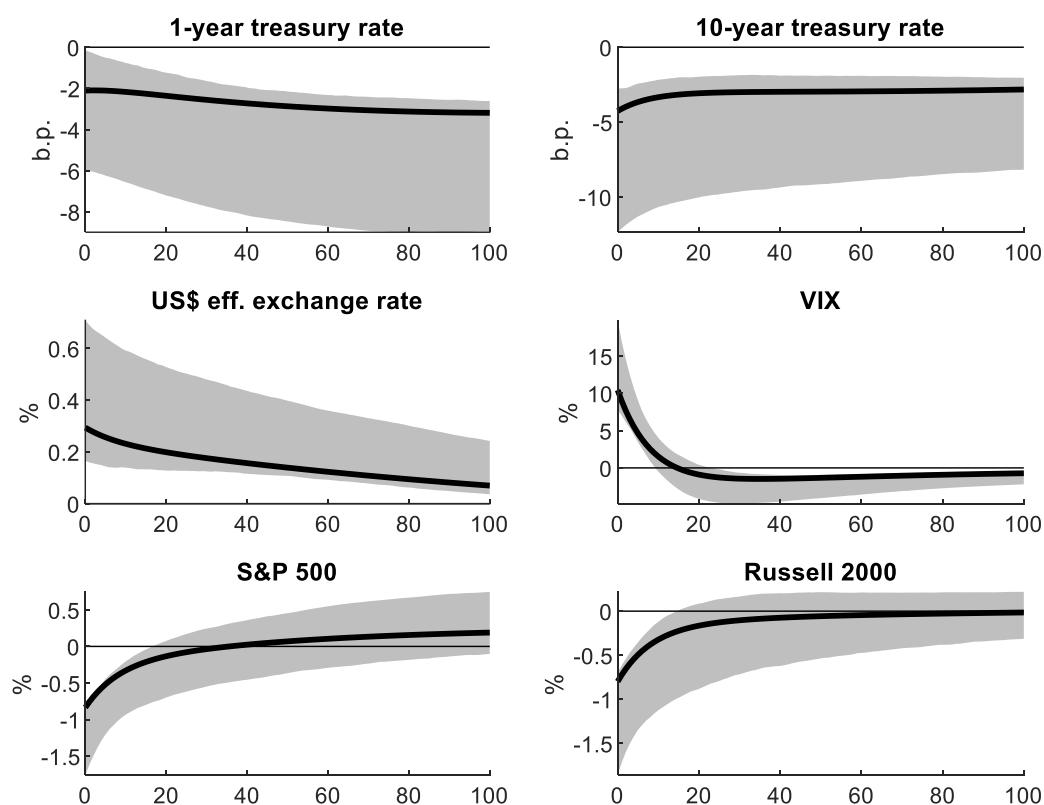 1-year treasury rate
0
-2
-4
-6
-8
b.p.
0 20 40 60 80 100
10-year treasury rate
0
-5
-10
b.p.
0 20 40 60 80 100
US$ eff. exchange rate
0.6
0.4
0.2
0
%
0 20 40 60 80 100
VIX
15
10
5
0
%
0 20 40 60 80 100
S&P 500
0.5
0
-0.5
-1
-1.5
%
0 20 40 60 80 100
Russell 2000
0
-0.5
-1
-1.5
%
0 20 40 60 80 100